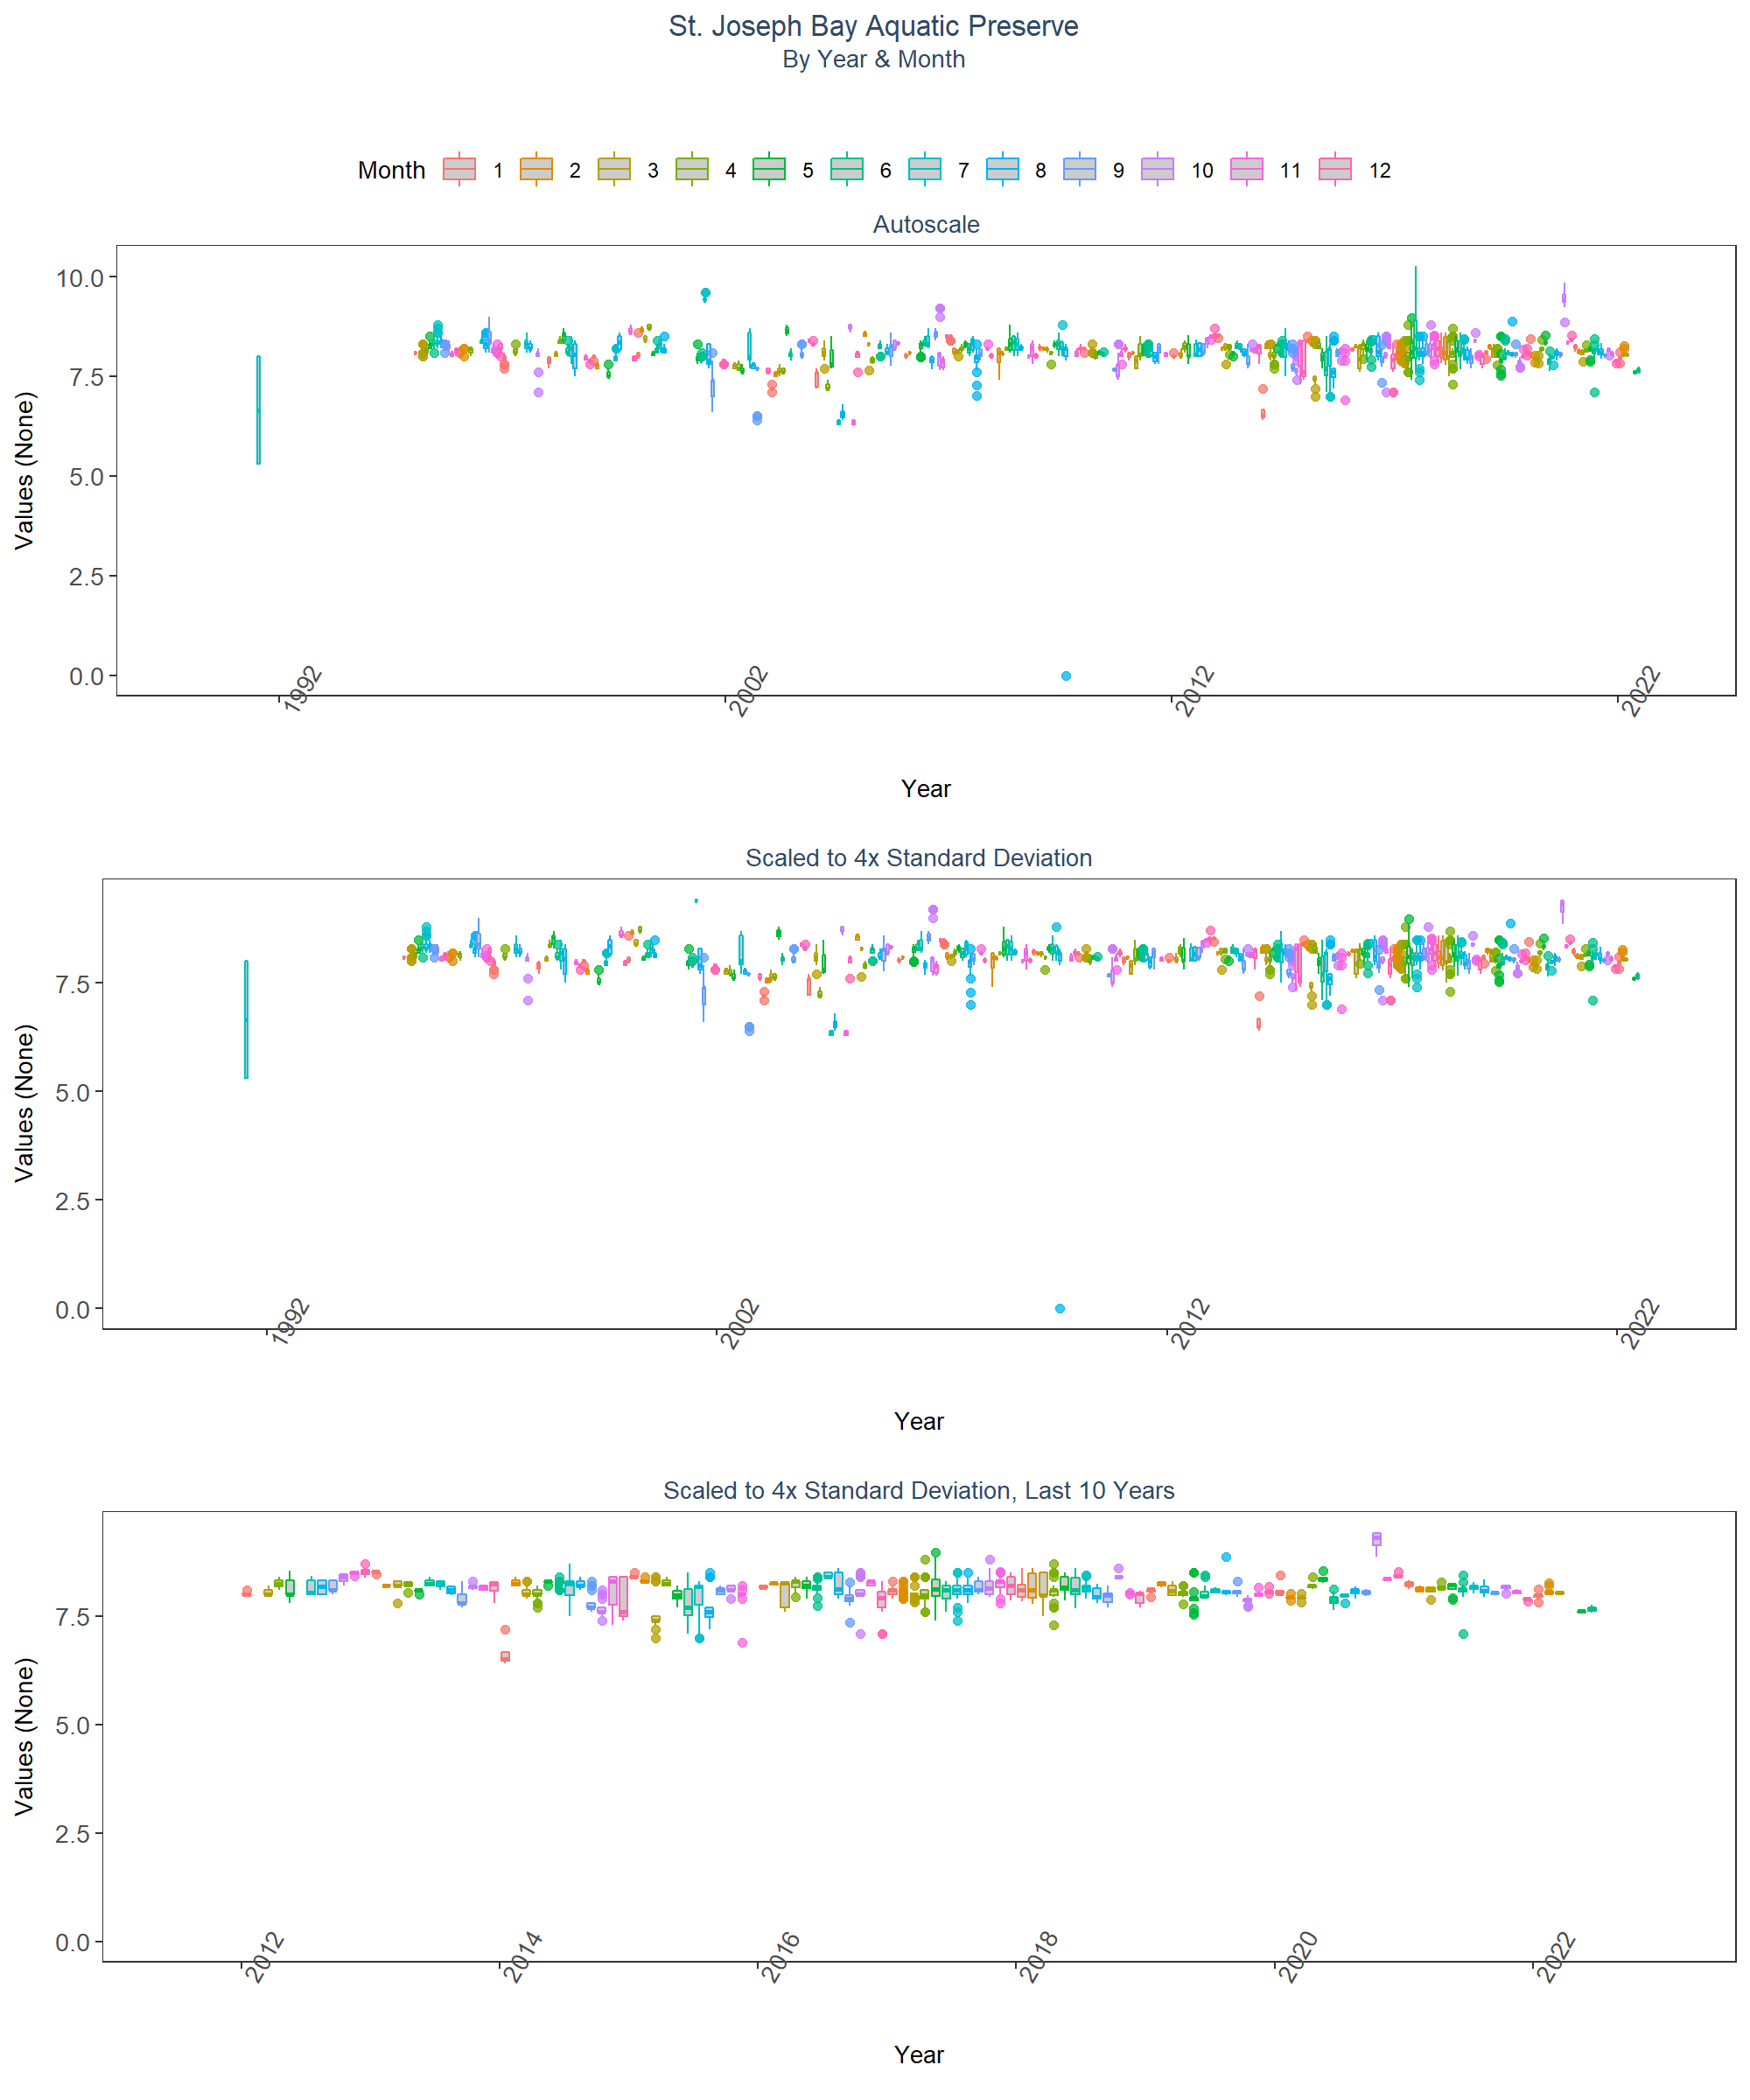 St. Joseph Bay Aquatic Preserve
By Year & Month
Month 1 2 3 4 5 6 7 8 9 10 11 12
Autoscale
10.0
7.5
5.0
2.5
0.0
Values (None)
1992 2002 2012 2022
Year
Scaled to 4x Standard Deviation
7.5
5.0
2.5
0.0
Values (None)
1992 2002 2012 2022
Year
Scaled to 4x Standard Deviation, Last 10 Years
7.5
5.0
2.5
0.0
Values (None)
2012 2014 2016 2018 2020 2022
Year